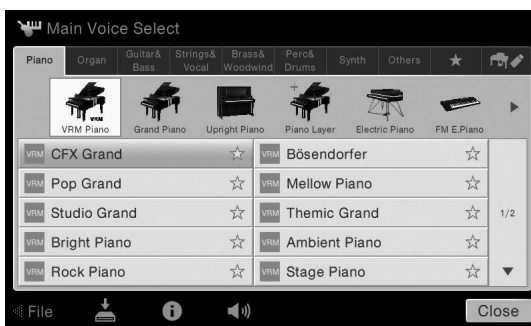 Main Voice Select
Piano
Organ
Guitar&
Bass
Strings&
Vocal
Brass&
Woodwind
Perc&
Drums
Synth
Others
VRM
VRM Piano
Grand Piano
Upright Piano
Piano Layer
Electric Piano
FM E.Piano
VRM CFX Grand
VRM Bösendorfer
VRM Pop Grand
VRM Mellow Piano
VRM Studio Grand
VRM Themic Grand
1/2
VRM Bright Piano
VRM Ambient Piano
VRM Rock Piano
VRM Stage Piano
File
Close